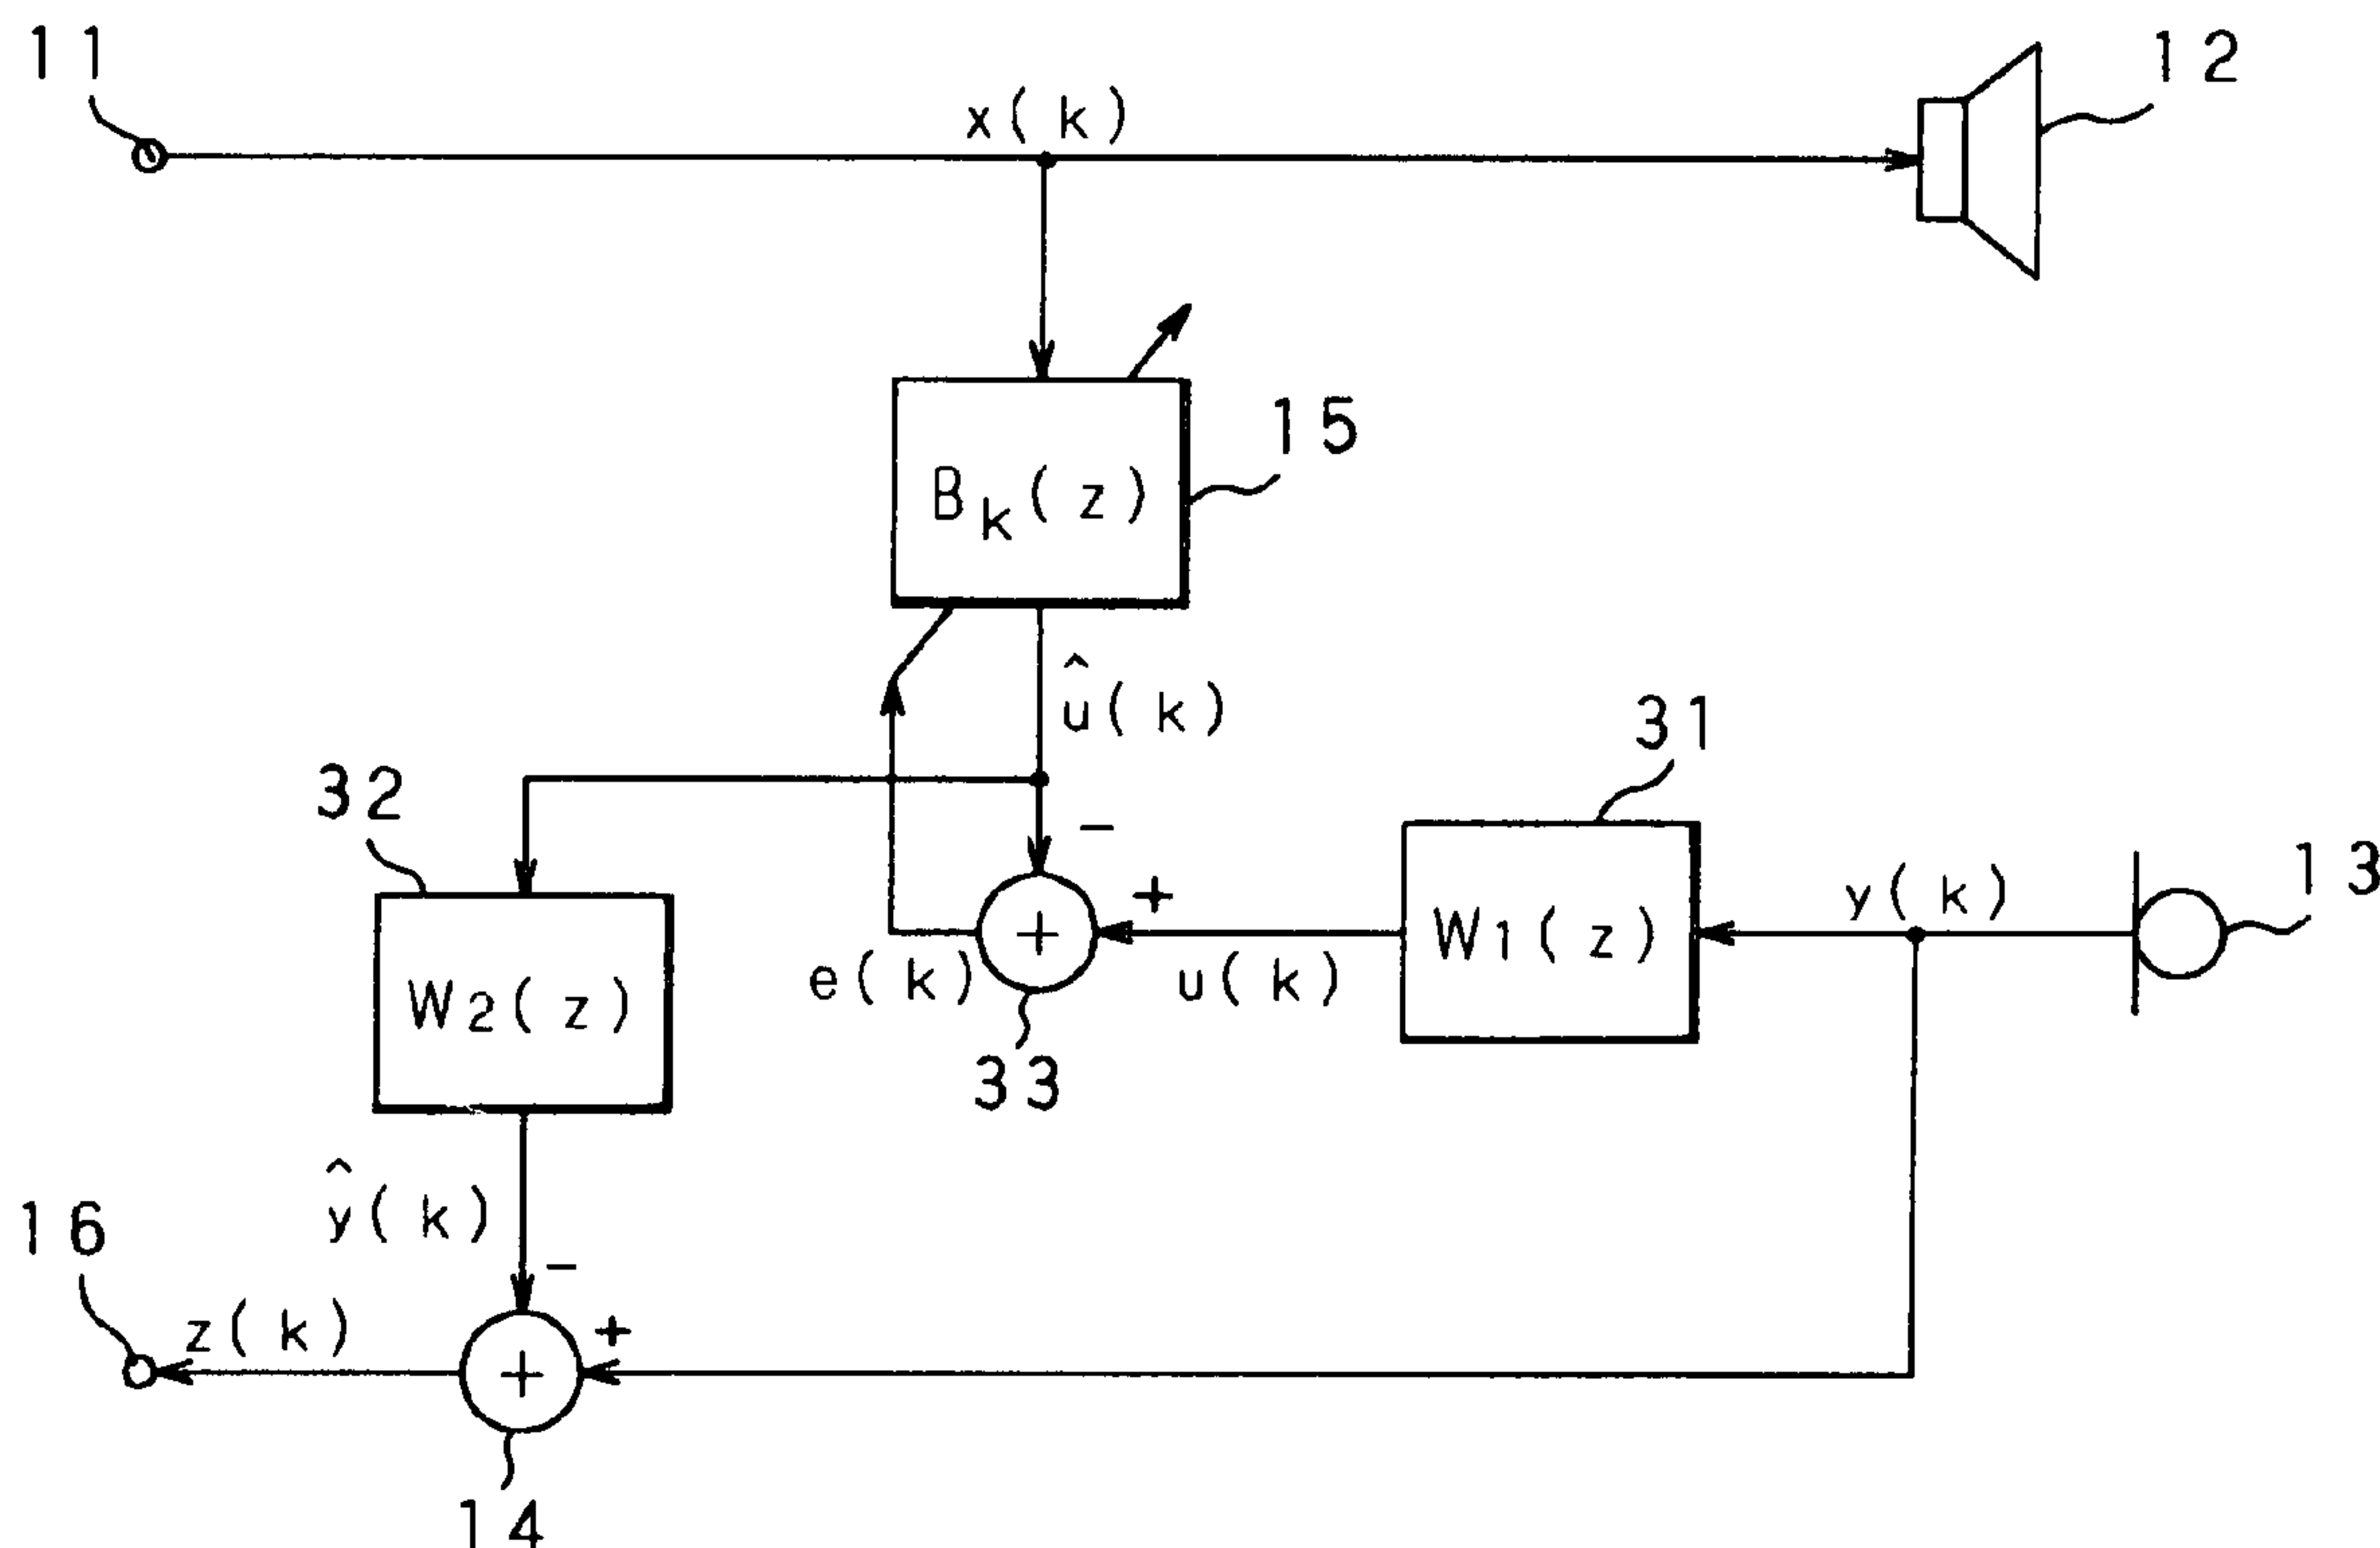 11
x(k)
12
Bk(z)
15
û(k)
31
32
−
13
+
y(k)
W1(z)
+
e(k)
u(k)
W2(z)
33
ŷ(k)
16
−
z(k)
+
+
14